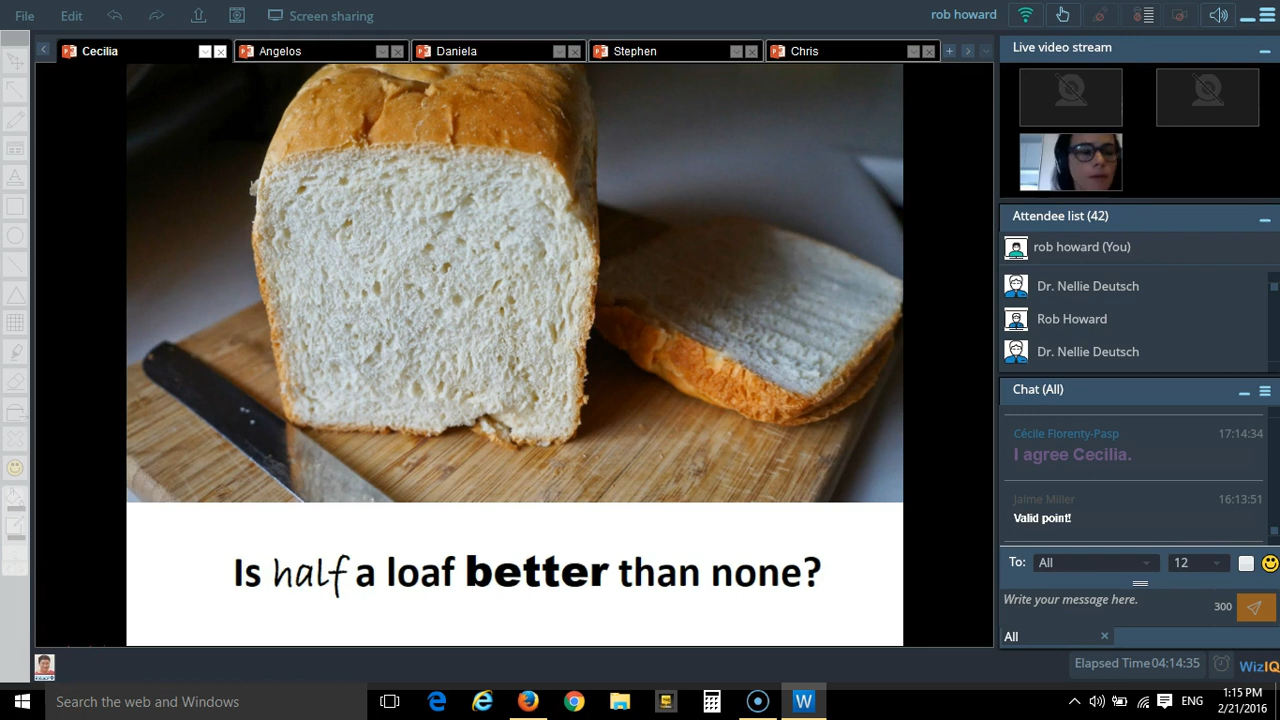 File Edit Screen sharing rob howard
Cecilia Angelos Daniela Stephen Chris
Live video stream
Attendee list (42)
rob howard (You)
Dr. Nellie Deutsch
Rob Howard
Dr. Nellie Deutsch
Chat (All)
Cécile Florenty-Pasp 17:14:34
I agree Cecilia.
Jaime Miller 16:13:51
Valid point!
To: All 12
Write your message here. 300
All
Is half a loaf better than none?
Elapsed Time 04:14:35 WizIQ
Search the web and Windows
ENG 1:15 PM
2/21/2016